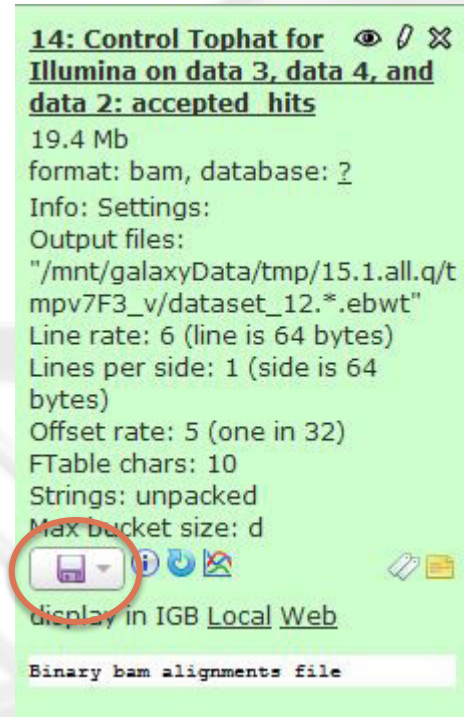 14: Control Tophat for
Illumina on data 3, data 4, and
data 2: accepted_hits
19.4 Mb
format: bam, database: ?
Info: Settings:
Output files:
"/mnt/galaxyData/tmp/15.1.all.q/t
mpv7F3_v/dataset_12.*.ebwt"
Line rate: 6 (line is 64 bytes)
Lines per side: 1 (side is 64
bytes)
Offset rate: 5 (one in 32)
FTable chars: 10
Strings: unpacked
Max bucket size: d
display in IGB Local Web
Binary bam alignments file